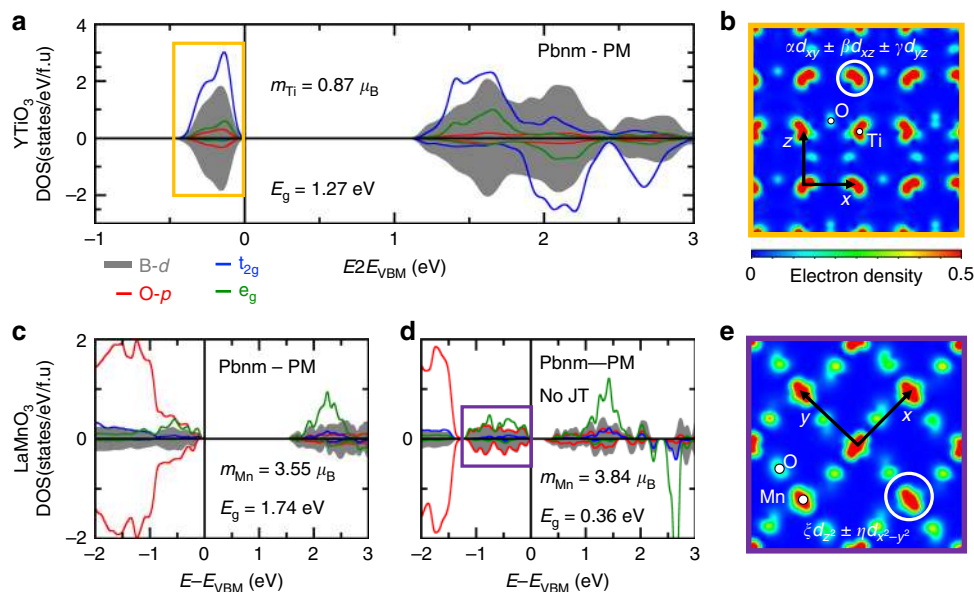 a
YTiO3
DOS(states/eV/f.u)
4
2
0
−2
Pbnm - PM
mTi = 0.87 μB
Eg = 1.27 eV
−1
0
1
2
3
E2EVBM (eV)
B-d
t2g
O-p
eg
b
αdxy ± βdxz ± γdyz
O
Ti
z
x
0
Electron density
0.5
c
LaMnO3
DOS(states/eV/f.u)
2
0
−2
Pbnm – PM
mMn = 3.55 μB
Eg = 1.74 eV
−2
−1
0
1
2
3
E–EVBM (eV)
d
0
Pbnm—PM
No JT
mMn = 3.84 μB
Eg = 0.36 eV
−2
−1
0
1
2
3
E–EVBM (eV)
e
y
x
O
Mn
ξdz2 ± ηdx2−y2